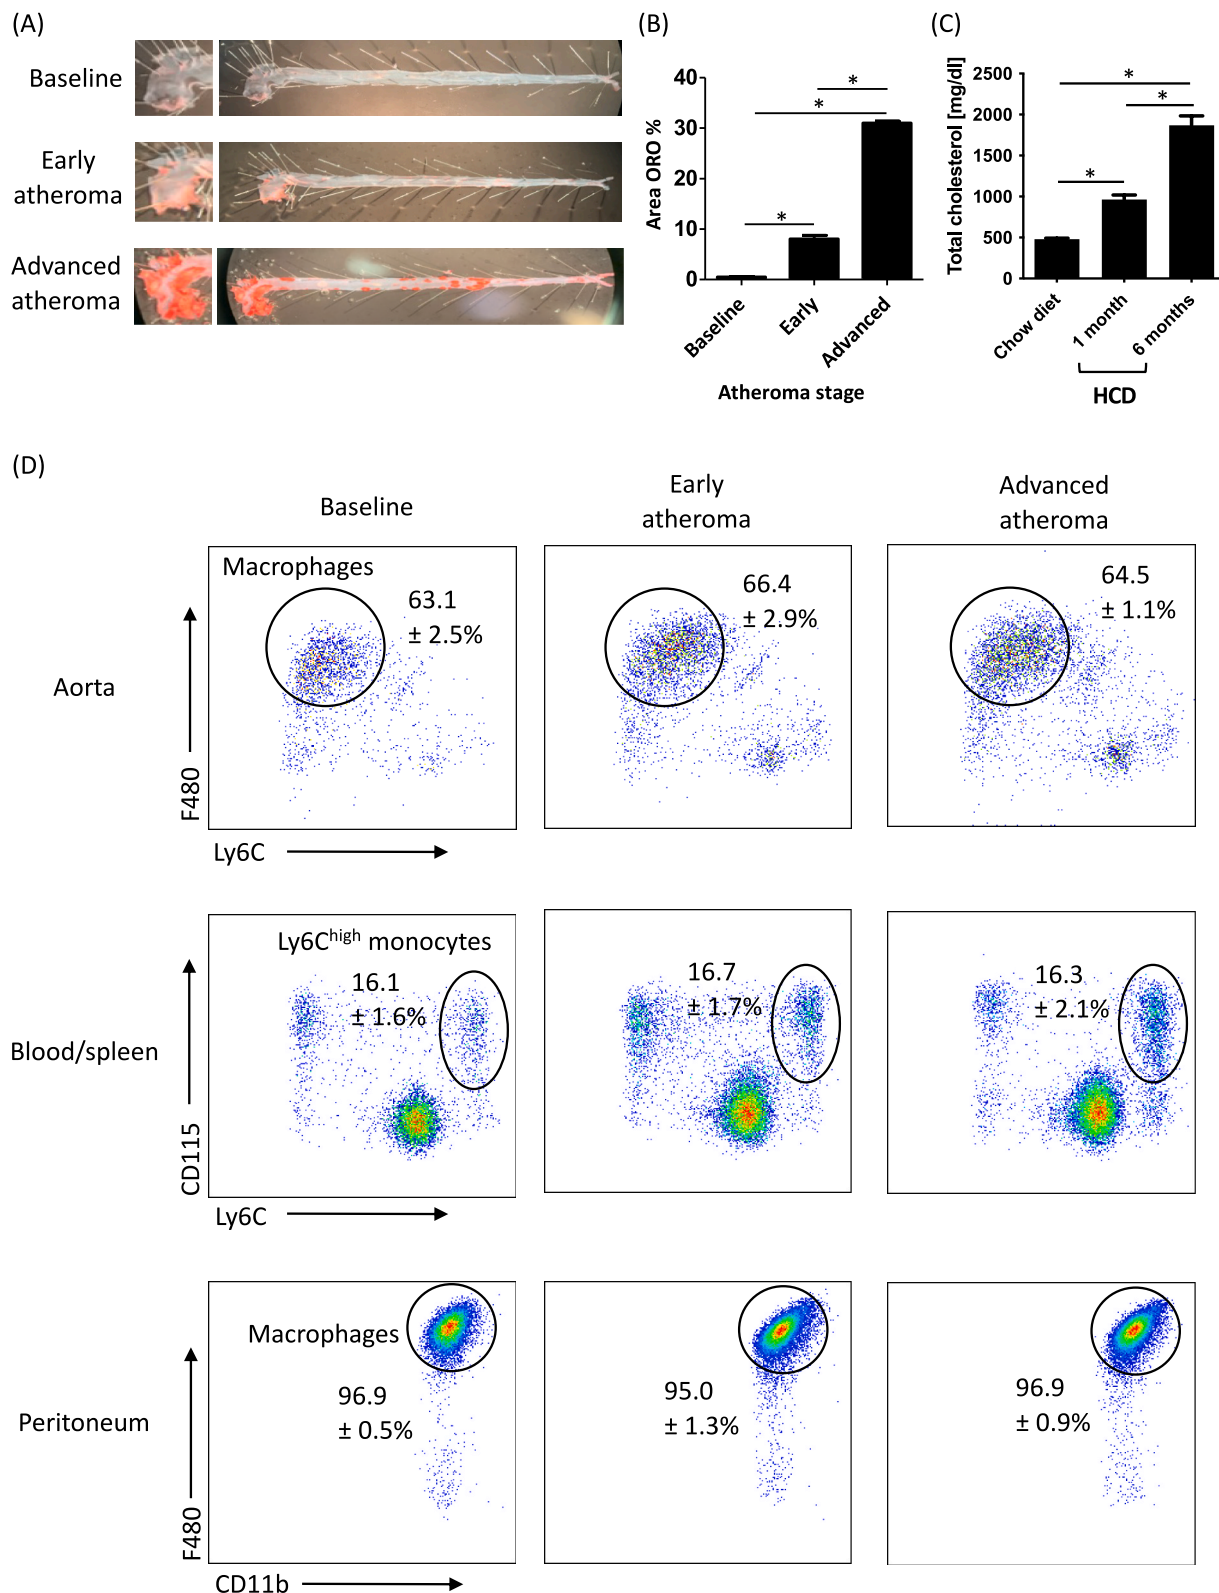 (A)
Baseline
Early
atheroma
Advanced
atheroma
(B)
Area ORO %
40
30
20
10
0
*
*
*
Baseline
Early
Advanced
Atheroma stage
(C)
Total cholesterol [mg/dl]
2500
2000
1500
1000
500
0
*
*
*
Chow diet
1 month
6 months
HCD
(D)
Baseline
Early
atheroma
Advanced
atheroma
Aorta
F480
Ly6C
Macrophages
63.1
± 2.5%
66.4
± 2.9%
64.5
± 1.1%
Blood/spleen
CD115
Ly6C
Ly6Chigh monocytes
16.1
± 1.6%
16.7
± 1.7%
16.3
± 2.1%
Peritoneum
F480
CD11b
Macrophages
96.9
± 0.5%
95.0
± 1.3%
96.9
± 0.9%